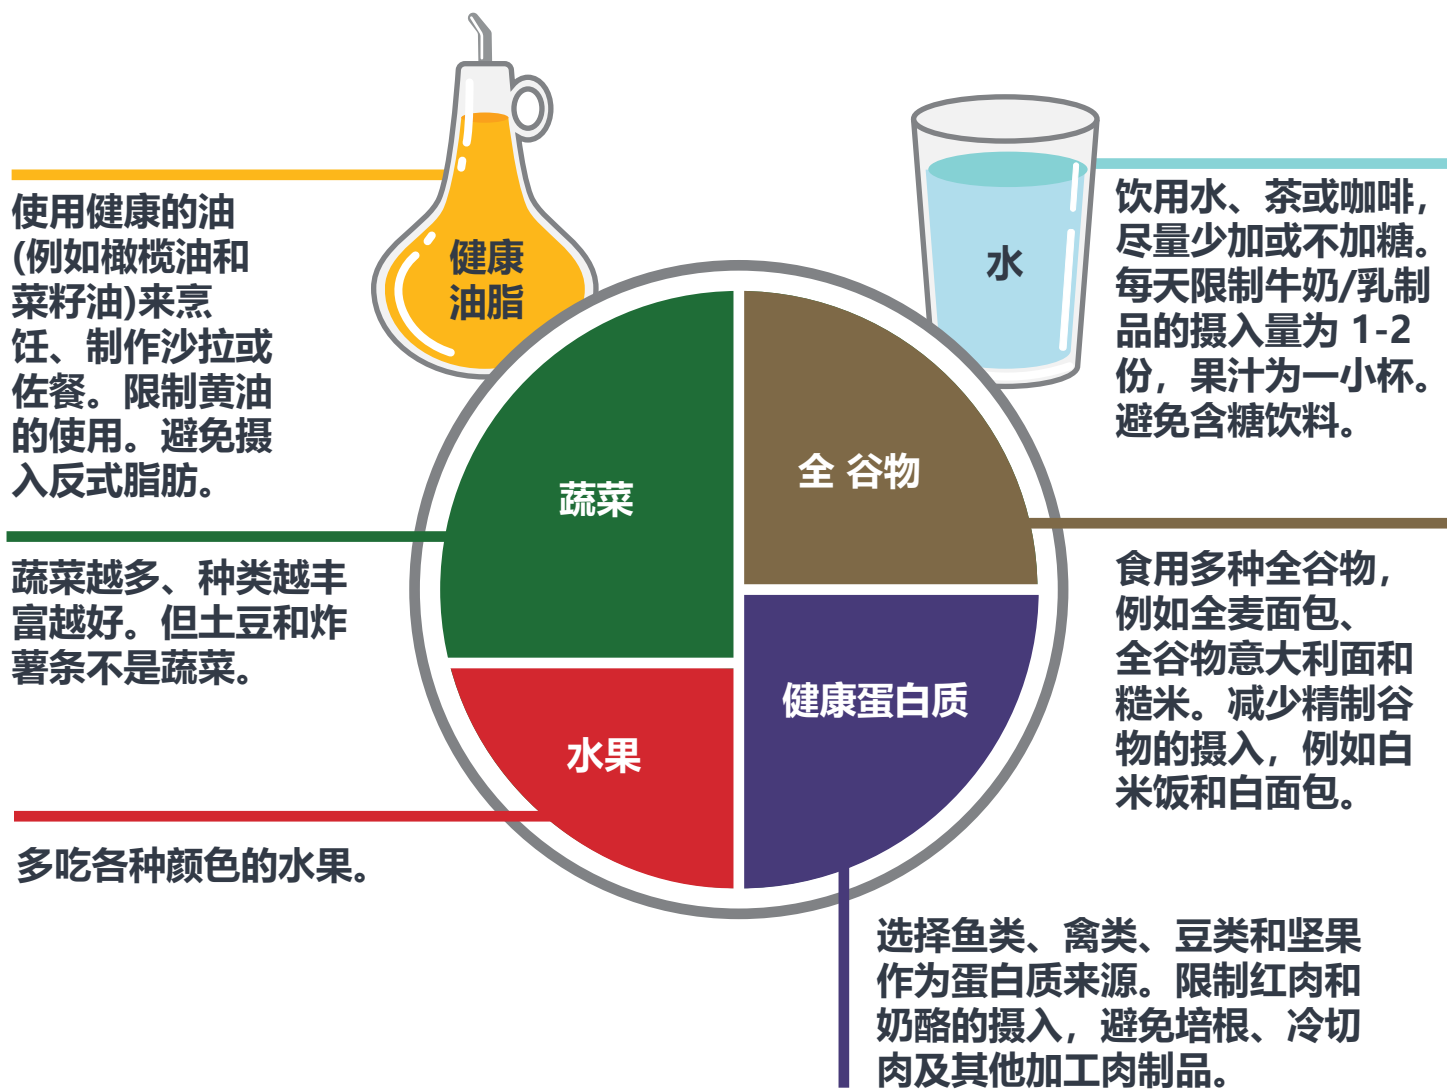 使用健康的油
(例如橄榄油和
菜籽油)来烹
饪、制作沙拉或
佐餐。限制黄油
的使用。避免摄
入反式脂肪。
健康
油脂
水
饮用水、茶或咖啡，
尽量少加或不加糖。
每天限制牛奶/乳制
品的摄入量为 1-2
份，果汁为一小杯。
避免含糖饮料。
蔬菜
全 谷物
蔬菜越多、种类越丰
富越好。但土豆和炸
薯条不是蔬菜。
食用多种全谷物，
例如全麦面包、
全谷物意大利面和
糙米。减少精制谷
物的摄入，例如白
米饭和白面包。
水果
健康蛋白质
多吃各种颜色的水果。
选择鱼类、禽类、豆类和坚果
作为蛋白质来源。限制红肉和
奶酪的摄入，避免培根、冷切
肉及其他加工肉制品。